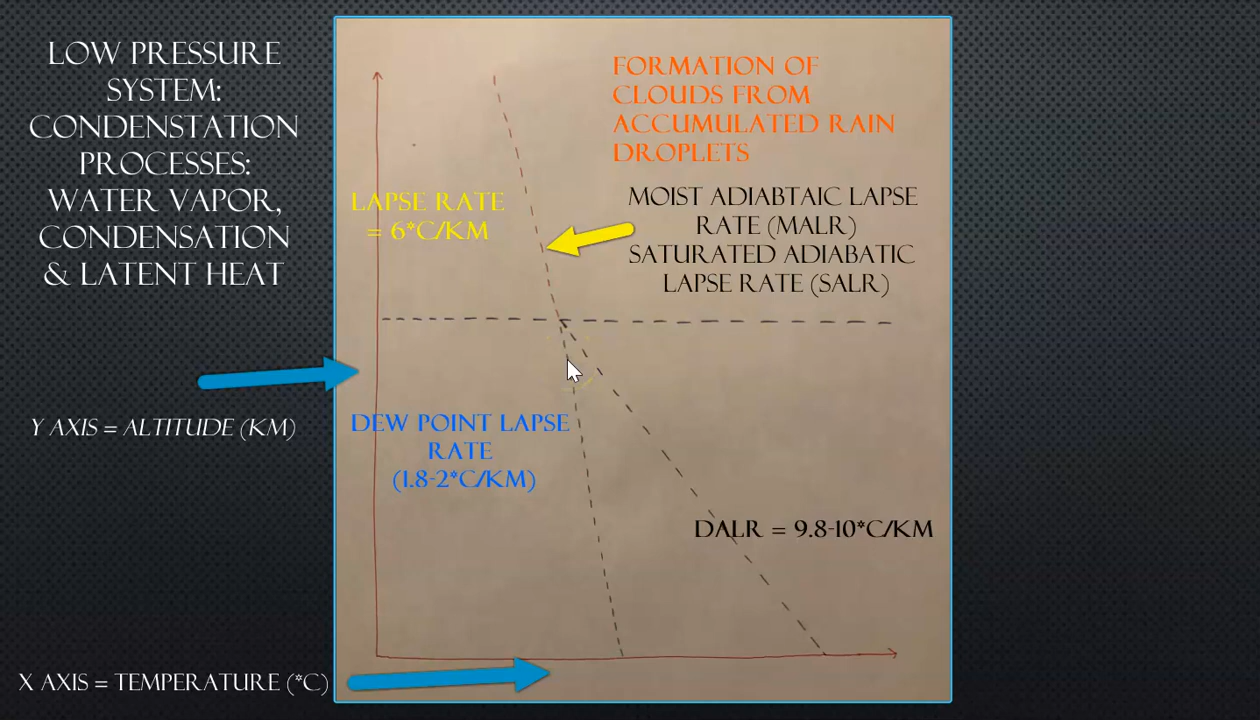 LOW PRESSURE
SYSTEM:
CONDENSTATION
PROCESSES:
WATER VAPOR,
CONDENSATION
& LATENT HEAT
FORMATION OF
CLOUDS FROM
ACCUMULATED RAIN
DROPLETS
LAPSE RATE
= 6*C/KM
MOIST ADIABTAIC LAPSE
RATE (MALR)
SATURATED ADIABATIC
LAPSE RATE (SALR)
Y AXIS = ALTITUDE (KM)
DEW POINT LAPSE
RATE
(1.8-2*C/KM)
DALR = 9.8-10*C/KM
X AXIS = TEMPERATURE (*C)